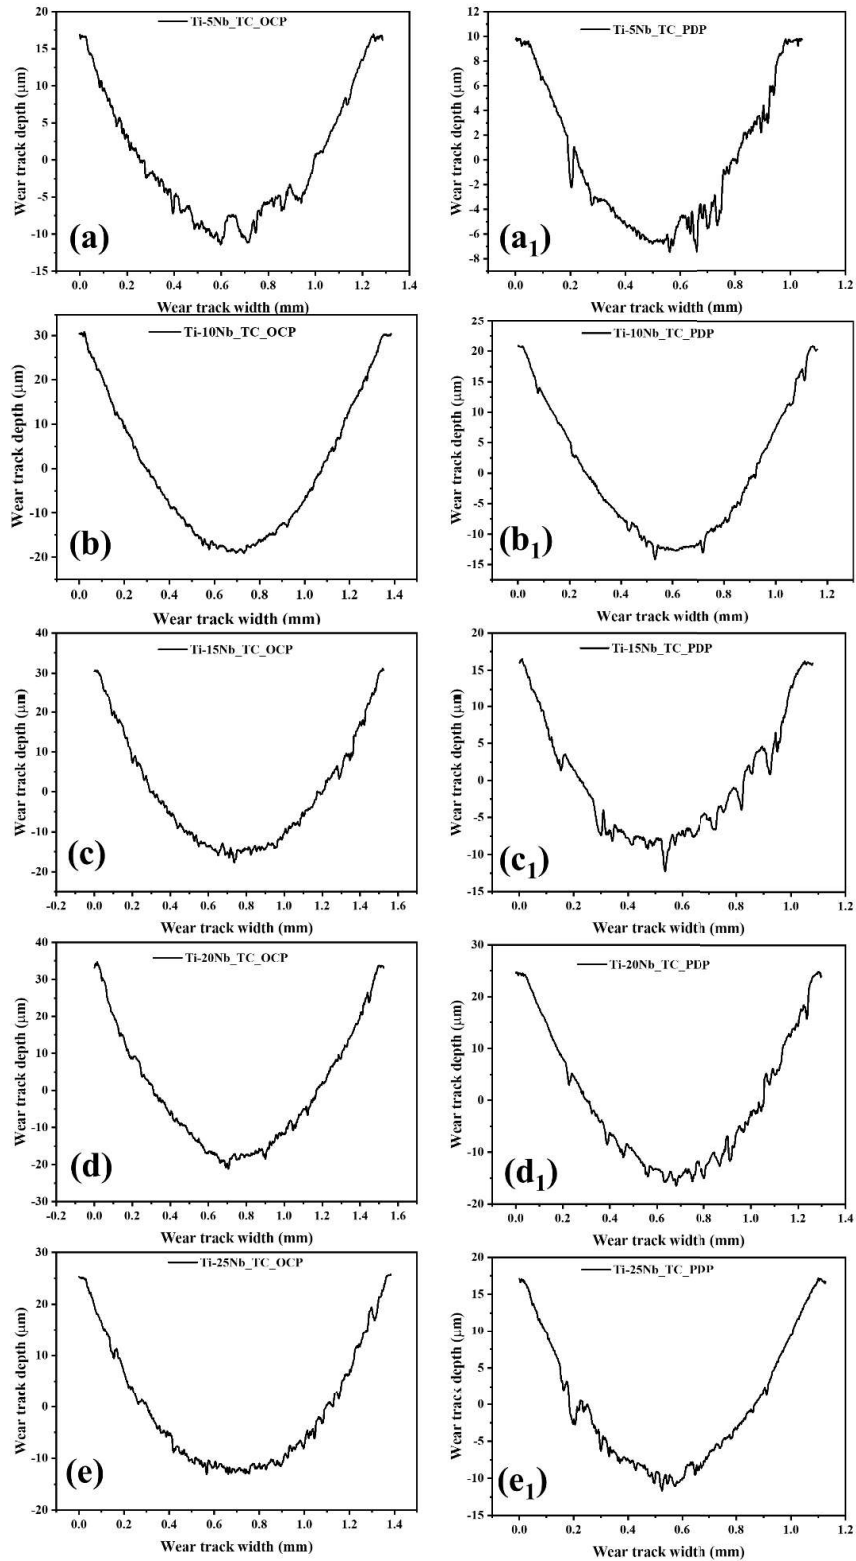 Ti-5Nb_TC_OCP
Wear track depth (μm)
20
15
10
5
0
-5
-10
-15
(a)
0.0 0.2 0.4 0.6 0.8 1.0 1.2 1.4
Wear track width (mm)
Ti-5Nb_TC_PDP
Wear track depth (μm)
12
10
8
6
4
2
0
-2
-4
-6
-8
(a1)
0.0 0.2 0.4 0.6 0.8 1.0 1.2
Wear track width (mm)
Ti-10Nb_TC_OCP
Wear track depth (μm)
30
20
10
0
-10
-20
(b)
0.0 0.2 0.4 0.6 0.8 1.0 1.2 1.4
Wear track width (mm)
Ti-10Nb_TC_PDP
Wear track depth (μm)
25
20
15
10
5
0
-5
-10
-15
(b1)
0.0 0.2 0.4 0.6 0.8 1.0 1.2
Wear track width (mm)
Ti-15Nb_TC_OCP
Wear track depth (μm)
40
30
20
10
0
-10
-20
(c)
-0.2 0.0 0.2 0.4 0.6 0.8 1.0 1.2 1.4 1.6
Wear track width (mm)
Ti-15Nb_TC_PDP
Wear track depth (μm)
20
15
10
5
0
-5
-10
-15
(c1)
0.0 0.2 0.4 0.6 0.8 1.0 1.2
Wear track width (mm)
Ti-20Nb_TC_OCP
Wear track depth (μm)
40
30
20
10
0
-10
-20
-30
(d)
-0.2 0.0 0.2 0.4 0.6 0.8 1.0 1.2 1.4 1.6
Wear track width (mm)
Ti-20Nb_TC_PDP
Wear track depth (μm)
30
20
10
0
-10
-20
(d1)
0.0 0.2 0.4 0.6 0.8 1.0 1.2 1.4
Wear track width (mm)
Ti-25Nb_TC_OCP
Wear track depth (μm)
30
20
10
0
-10
-20
(e)
0.0 0.2 0.4 0.6 0.8 1.0 1.2 1.4
Wear track width (mm)
Ti-25Nb_TC_PDP
Wear track depth (μm)
20
15
10
5
0
-5
-10
-15
(e1)
0.0 0.2 0.4 0.6 0.8 1.0 1.2
Wear track width (mm)